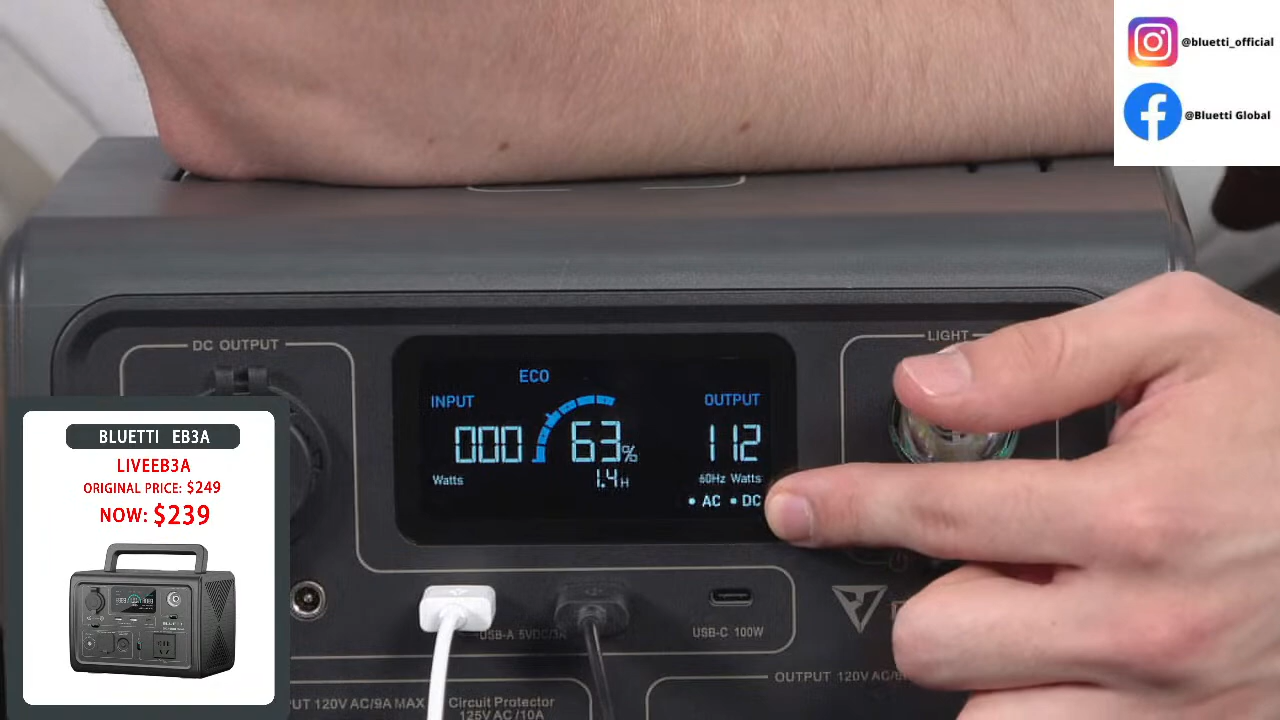 @bluetti_official
@Bluetti Global
LIGHT
DC OUTPUT
ECO
INPUT
OUTPUT
000
63%
112
Watts
1.4H
60Hz Watts
• AC • DC
BLUETTI EB3A
LIVEEB3A
ORIGINAL PRICE: $249
NOW: $239
USB-A 5VDC/3A
USB-C 100W
OUTPUT 120V AC/
120V AC/9A MAX
Circuit Protector
125V AC /10A